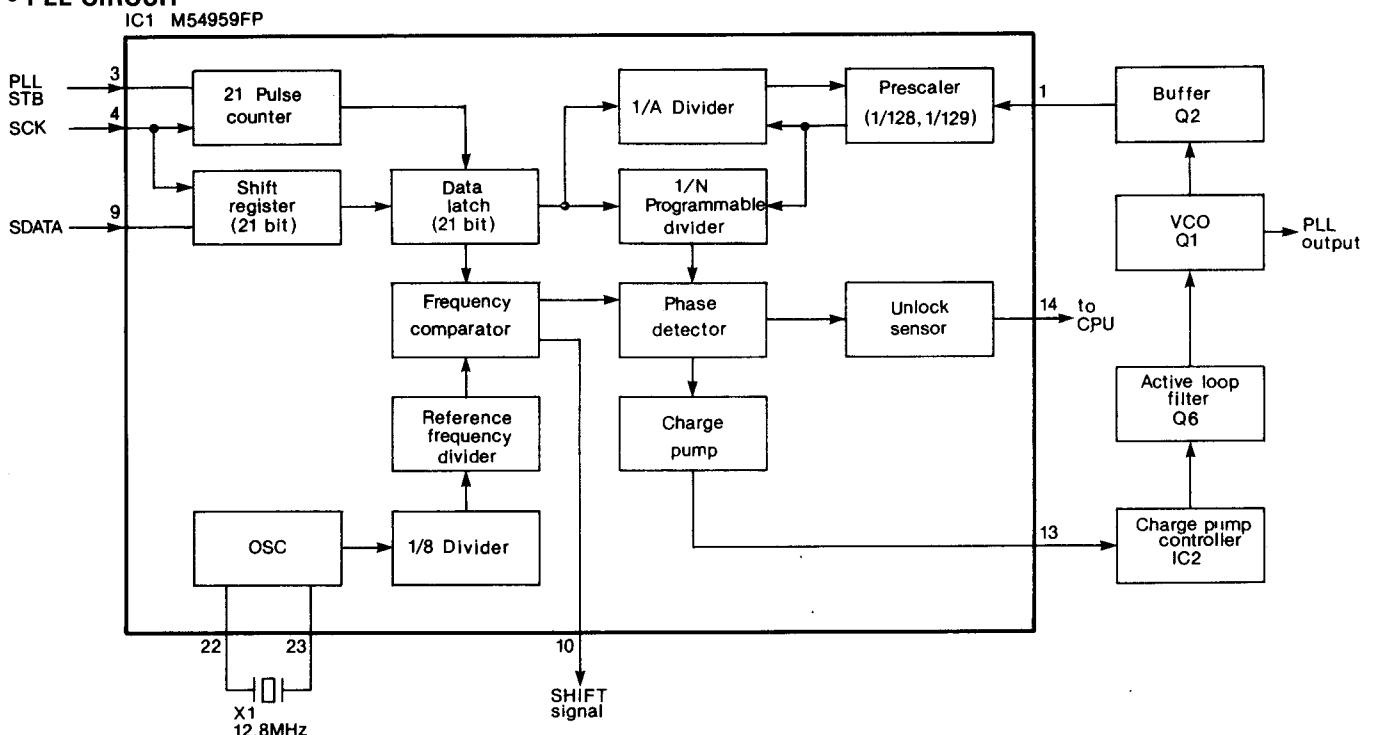 • PLL CIRCUIT
IC1 M54959FP
PLL
STB
3
SCK
4
SDATA
9
21 Pulse
counter
Shift
register
(21 bit)
Data
latch
(21 bit)
1/A Divider
Prescaler
(1/128, 1/129)
1
Buffer
Q2
1/N
Programmable
divider
VCO
Q1
PLL
output
Frequency
comparator
Phase
detector
Unlock
sensor
14
to
CPU
Reference
frequency
divider
Charge
pump
Active loop
filter
Q6
OSC
1/8 Divider
13
Charge pump
controller
IC2
22
23
10
X1
12.8MHz
SHIFT
signal